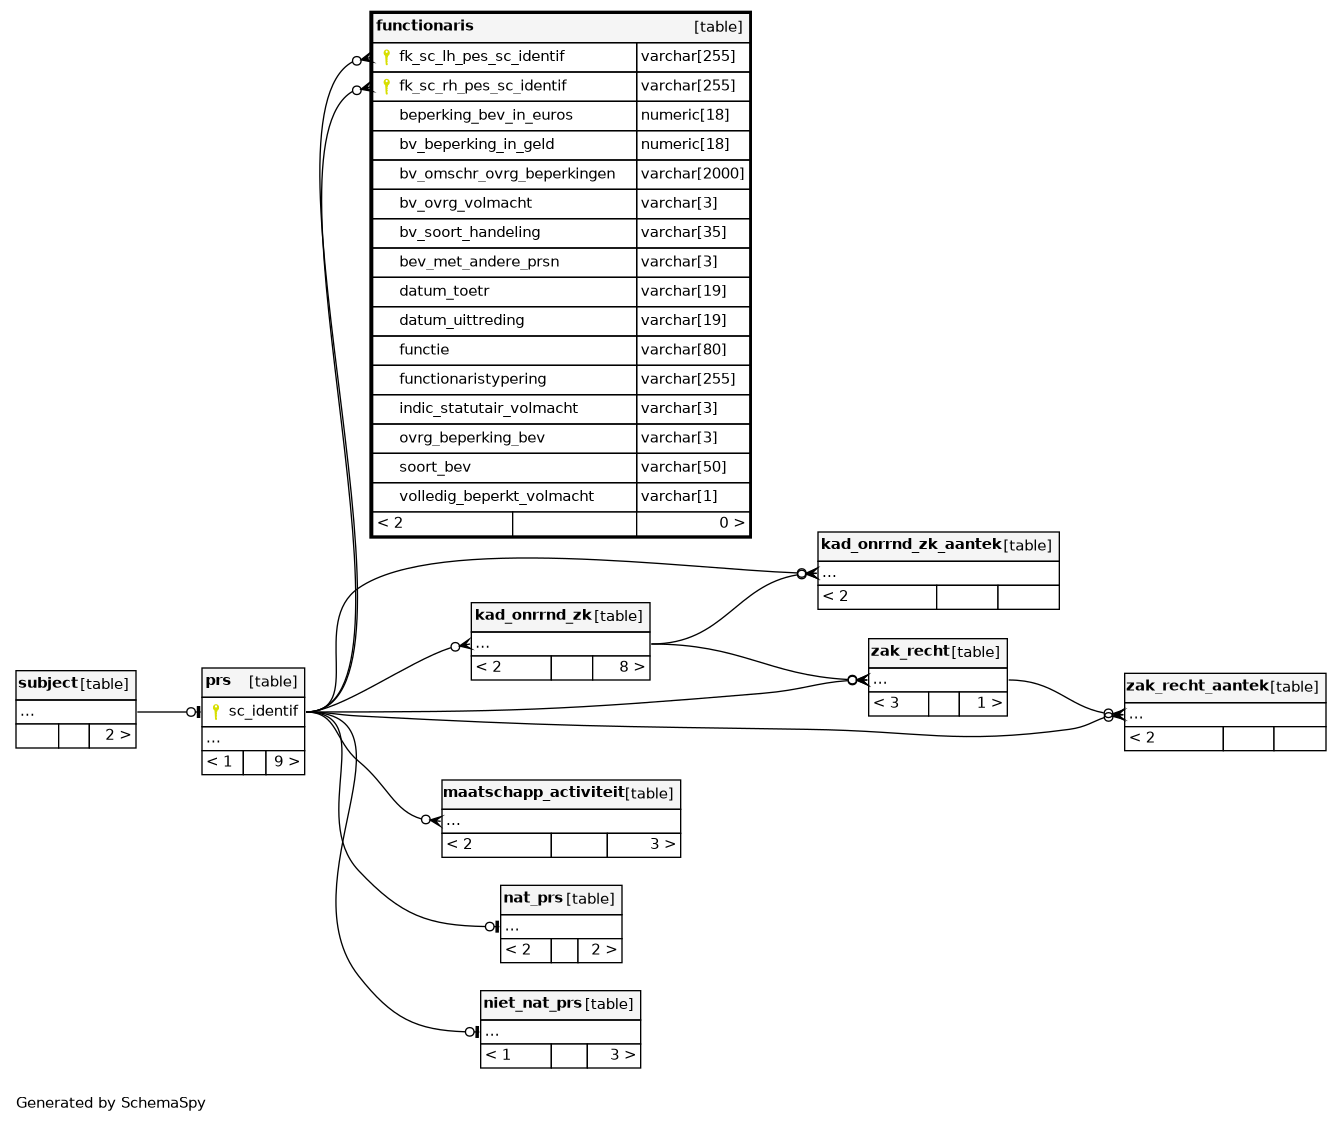 functionaris [table]
fk_sc_lh_pes_sc_identif varchar[255]
fk_sc_rh_pes_sc_identif varchar[255]
beperking_bev_in_euros numeric[18]
bv_beperking_in_geld numeric[18]
bv_omschr_ovrg_beperkingen varchar[2000]
bv_ovrg_volmacht varchar[3]
bv_soort_handeling varchar[35]
bev_met_andere_prsn varchar[3]
datum_toetr varchar[19]
datum_uittreding varchar[19]
functie varchar[80]
functionaristypering varchar[255]
indic_statutair_volmacht varchar[3]
ovrg_beperking_bev varchar[3]
soort_bev varchar[50]
volledig_beperkt_volmacht varchar[1]
< 2 0 >
kad_onrrnd_zk_aantek [table]
...
< 2
kad_onrrnd_zk [table]
...
< 2 8 >
zak_recht [table]
...
< 3 1 >
subject [table]
...
2 >
prs [table]
sc_identif
...
< 1 9 >
zak_recht_aantek [table]
...
< 2
maatschapp_activiteit [table]
...
< 2 3 >
nat_prs [table]
...
< 2 2 >
niet_nat_prs [table]
...
< 1 3 >
Generated by SchemaSpy